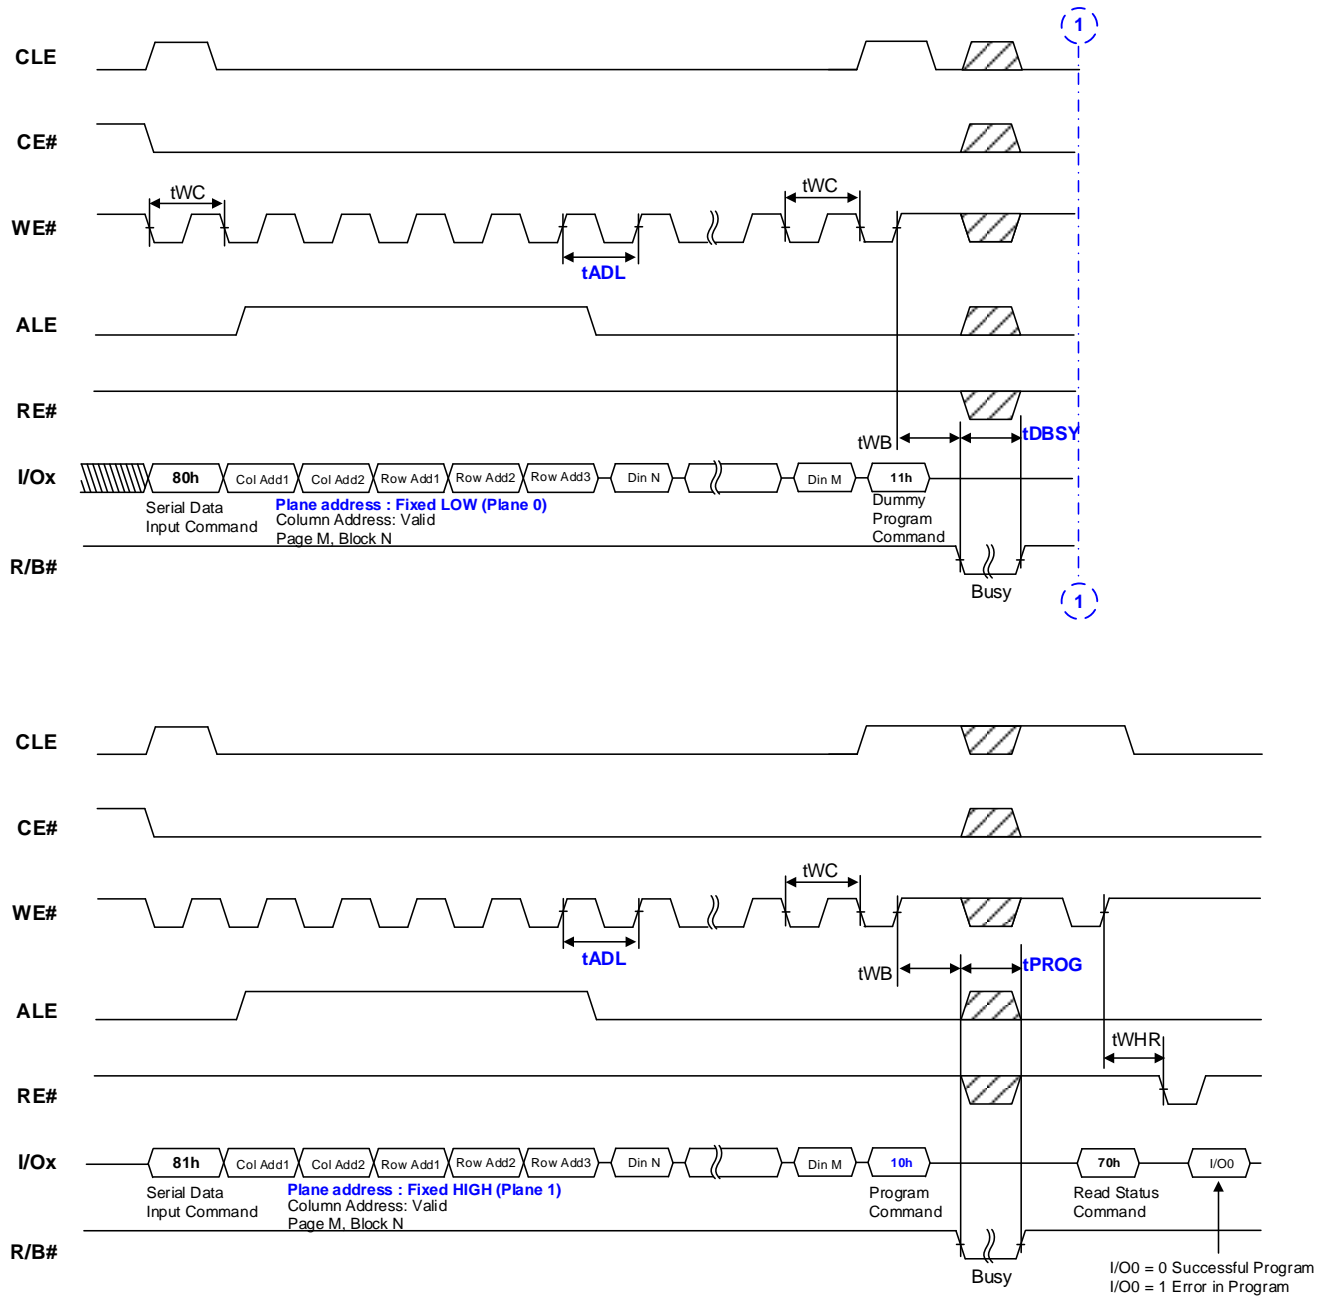 1
CLE
CE#
tWC
tWC
WE#
tADL
ALE
RE#
tWB
tDBSY
I/Ox
80h
Col Add1
Col Add2
Row Add1
Row Add2
Row Add3
Din N
Din M
11h
Serial Data
Input Command
Plane address : Fixed LOW (Plane 0)
Column Address: Valid
Page M, Block N
Dummy
Program
Command
R/B#
Busy
1
CLE
CE#
tWC
WE#
tADL
tWB
tPROG
ALE
tWHR
RE#
I/Ox
81h
Col Add1
Col Add2
Row Add1
Row Add2
Row Add3
Din N
Din M
10h
70h
I/O0
Serial Data
Input Command
Plane address : Fixed HIGH (Plane 1)
Column Address: Valid
Page M, Block N
Program
Command
Read Status
Command
R/B#
Busy
I/O0 = 0 Successful Program
I/O0 = 1 Error in Program